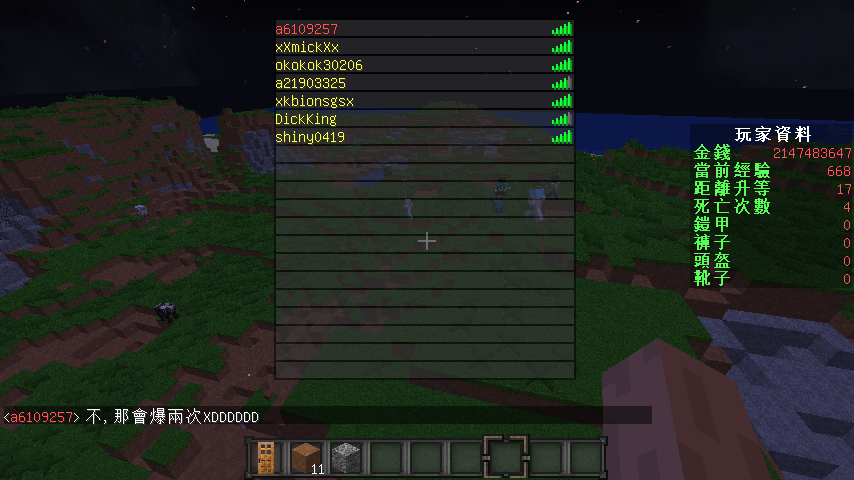 a6109257
xXmickXx
okokok30206
a21903325
xkbionsgsx
DickKing
shiny0419
玩家資料
金錢 2147483647
當前經驗 668
距離升等 17
死亡次數 4
鎧甲 0
褲子 0
頭盔 0
靴子 0
<a6109257> 不,那會爆兩次XDDDDDD
11